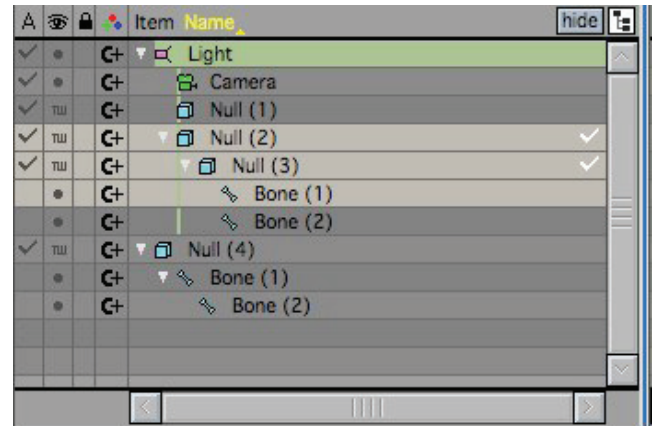 A Item Name hide
Light
Camera
Null (1)
Null (2)
Null (3)
Bone (1)
Bone (2)
Null (4)
Bone (1)
Bone (2)